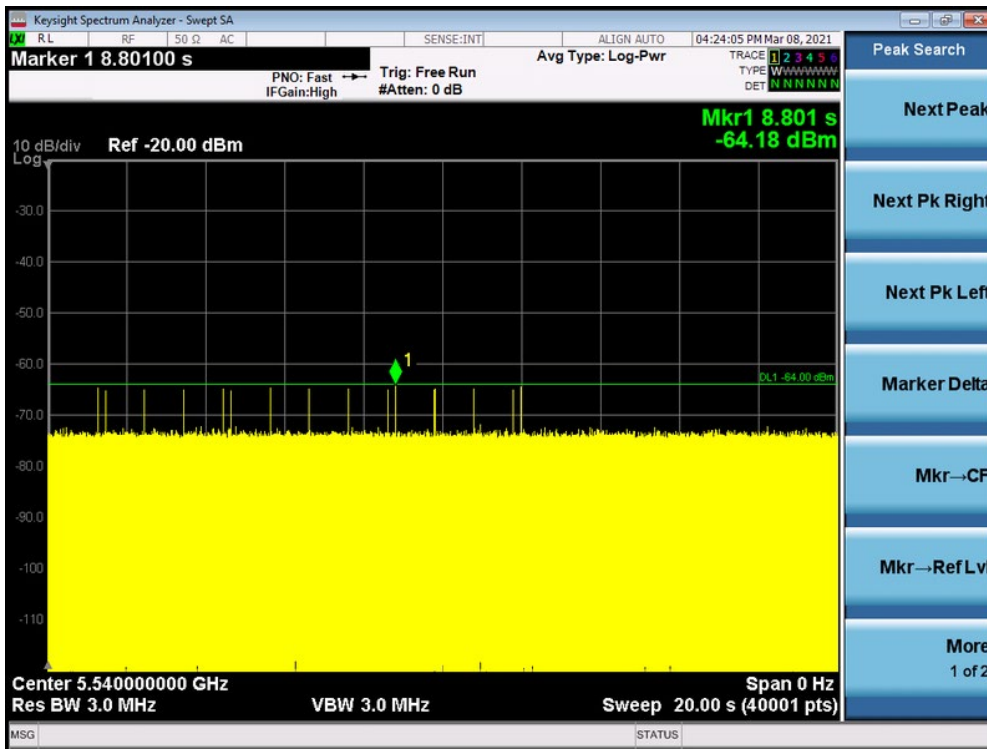 Keysight Spectrum Analyzer - Swept SA
LXI RL RF 50 Ω AC SENSE:INT ALIGN AUTO 04:24:05 PM Mar 08, 2021
Marker 1 8.80100 s
PNO: Fast
IFGain:High
Trig: Free Run
#Atten: 0 dB
Avg Type: Log-Pwr
TRACE 1 2 3 4 5 6
TYPE WWWWWW
DET N N N N N N
Mkr1 8.801 s
-64.18 dBm
10 dB/div Ref -20.00 dBm
Log
-30.0
-40.0
-50.0
-60.0
1
DL1 -64.00 dBm
-70.0
-80.0
-90.0
-100
-110
Center 5.540000000 GHz Span 0 Hz
Res BW 3.0 MHz VBW 3.0 MHz Sweep 20.00 s (40001 pts)
MSG STATUS
Peak Search
Next Peak
Next Pk Right
Next Pk Left
Marker Delta
Mkr→CF
Mkr→Ref Lvl
More
1 of 2